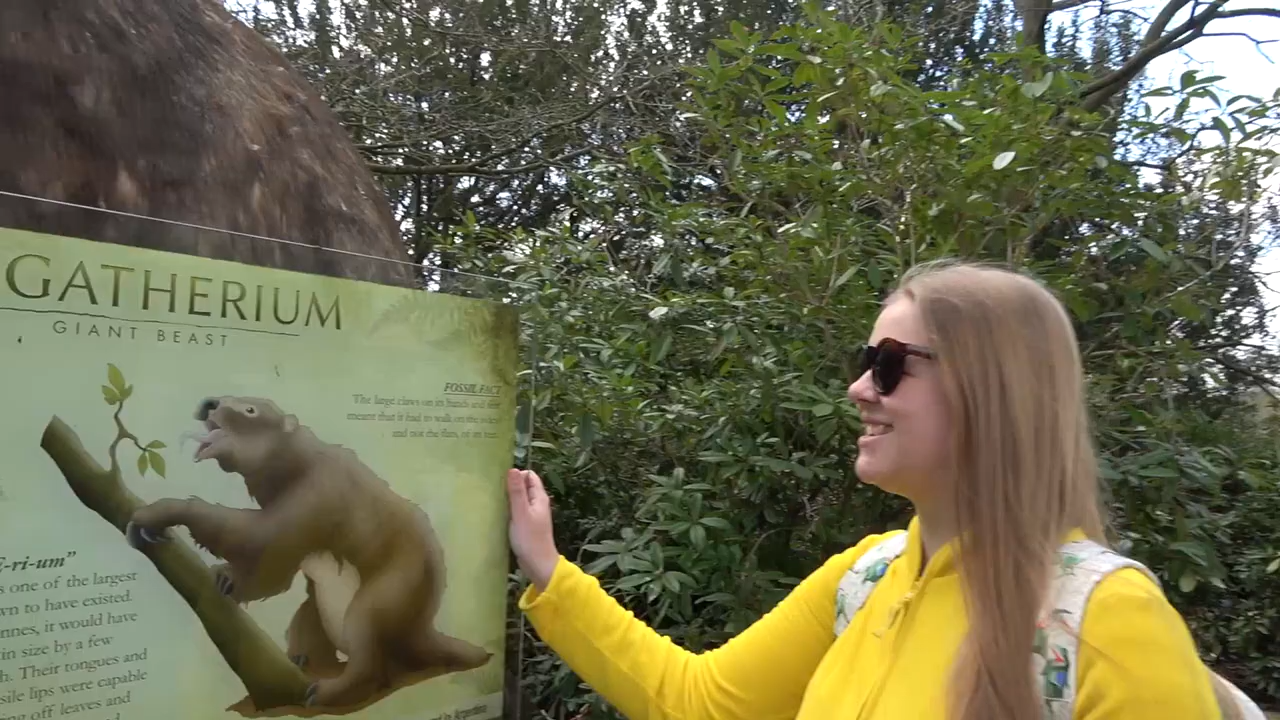 GATHERIUM
GIANT BEAST
FOSSIL FACT
The large claws on its hands and feet
meant that it had to walk on the sides
and not the flats, of its feet.
E-ri-um”
s one of the largest
wn to have existed.
nnes, it would have
in size by a few
h. Their tongues and
sile lips were capable
ng off leaves and
d in Argentina